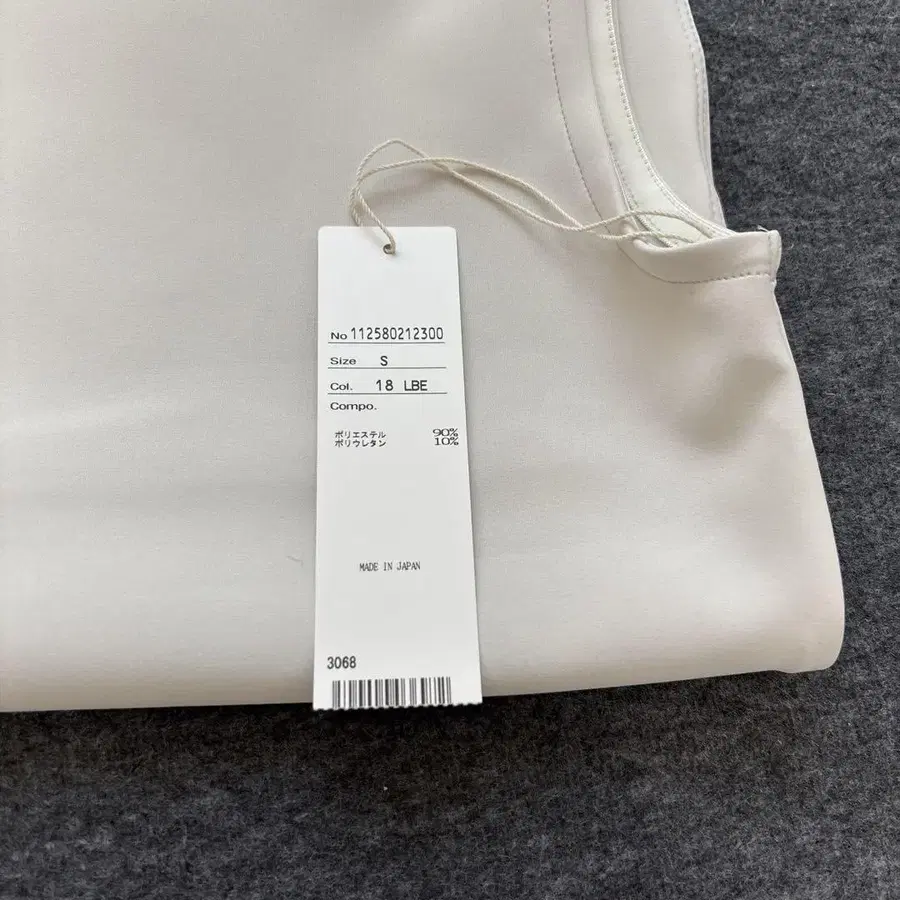 No 112580212300
Size S
Col. 18 LBE
Compo.
ポリエステル 90%
ポリウレタン 10%
MADE IN JAPAN
3068